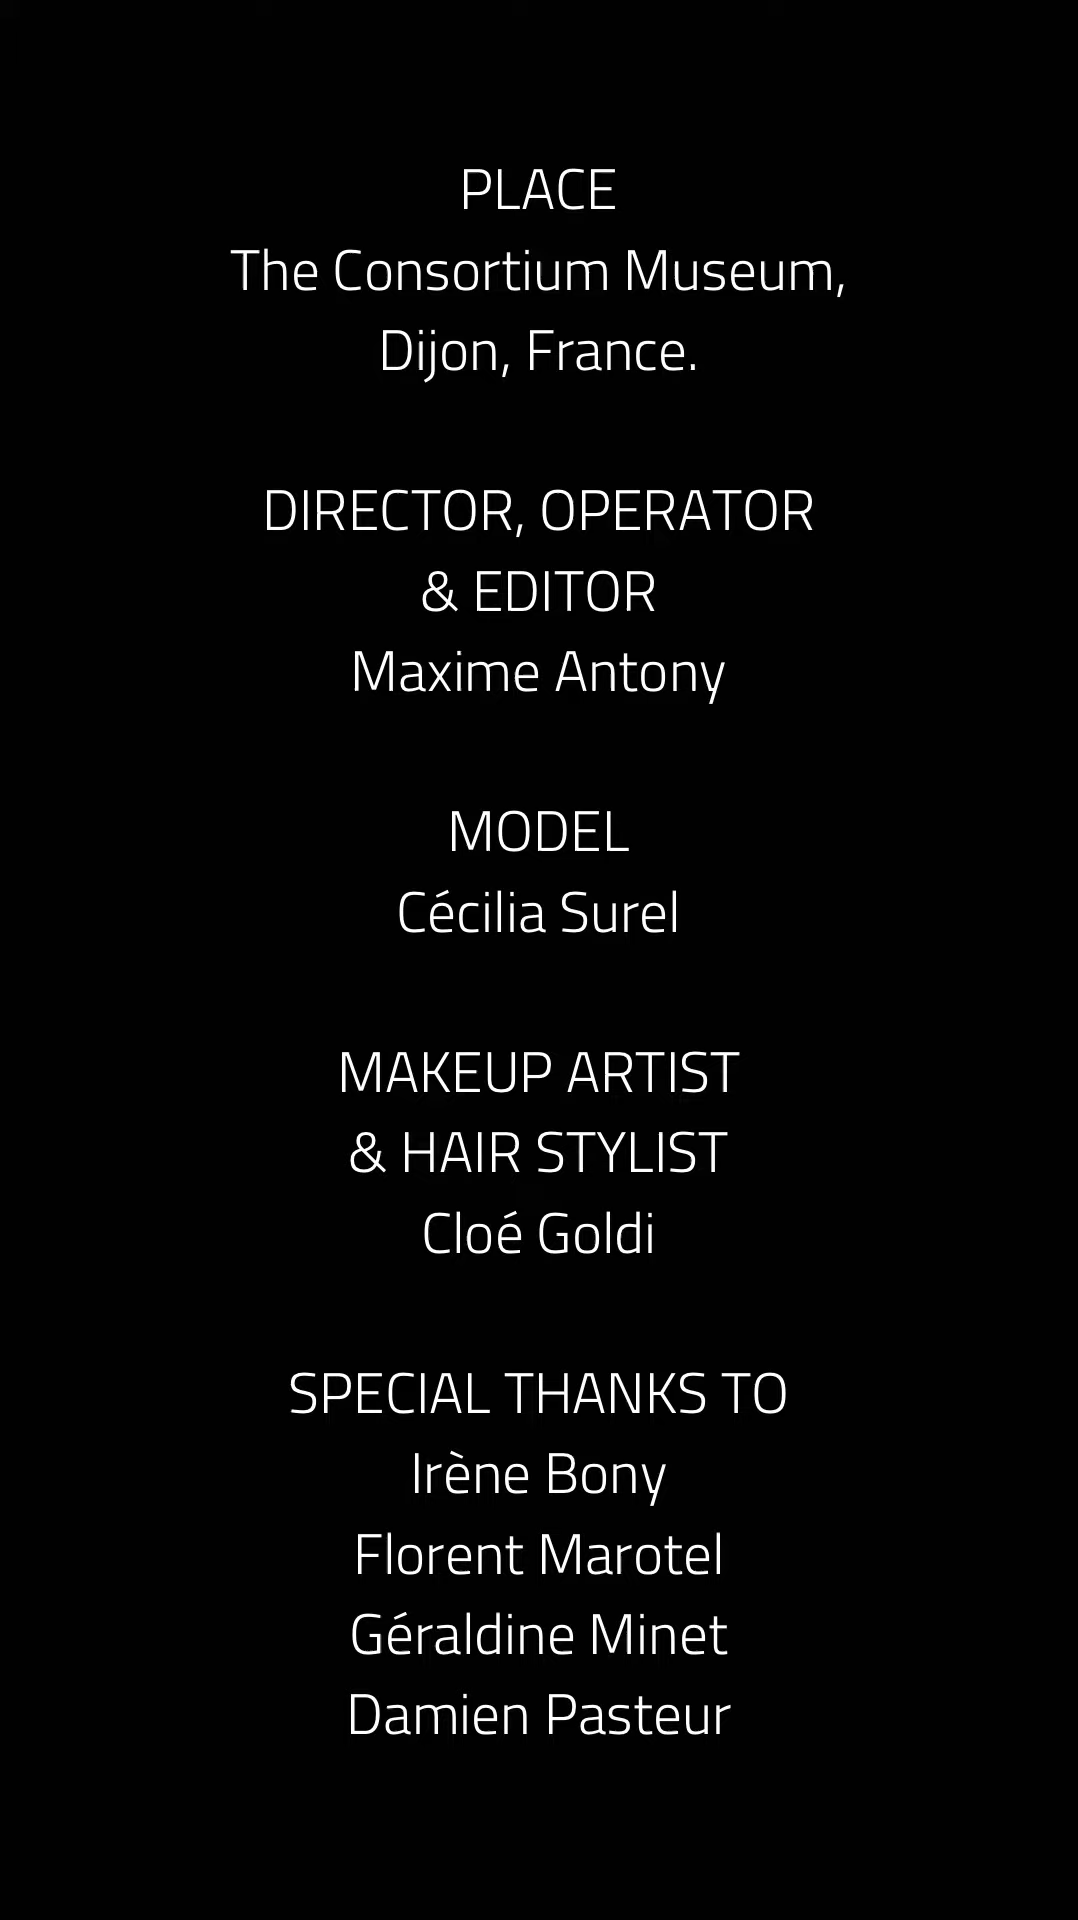 PLACE
The Consortium Museum,
Dijon, France.
DIRECTOR, OPERATOR
& EDITOR
Maxime Antony
MODEL
Cécilia Surel
MAKEUP ARTIST
& HAIR STYLIST
Cloé Goldi
SPECIAL THANKS TO
Irène Bony
Florent Marotel
Géraldine Minet
Damien Pasteur